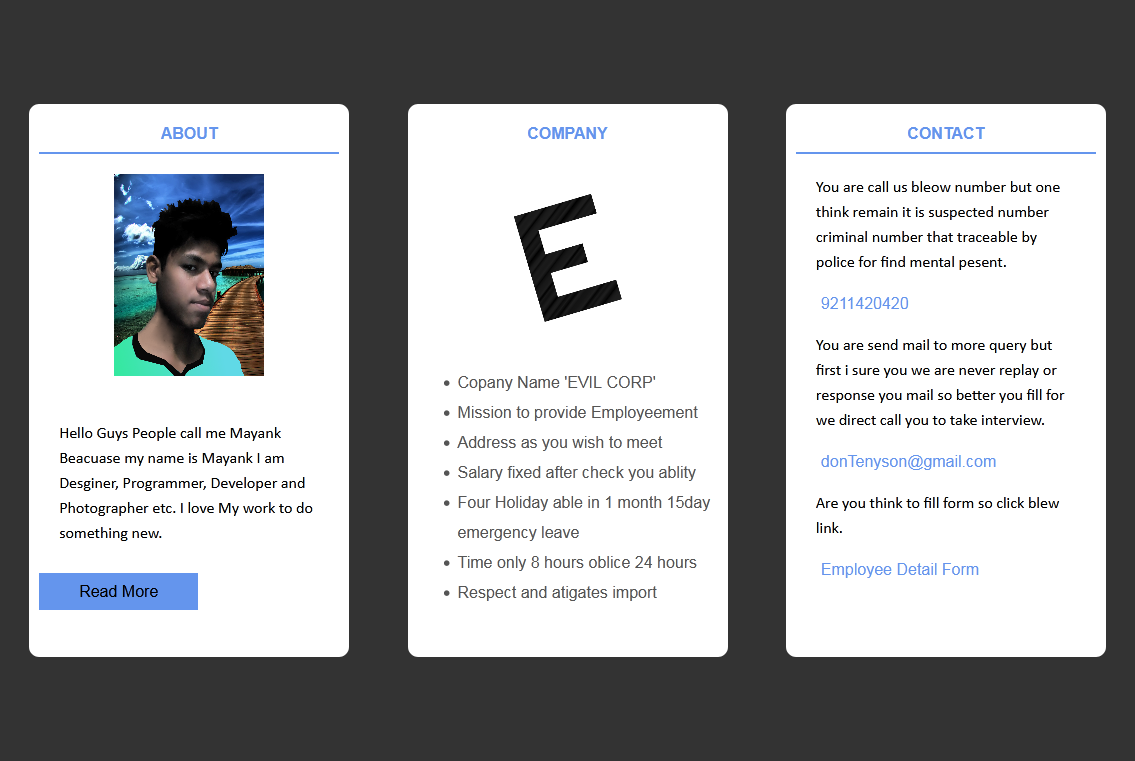 ABOUT
Hello Guys People call me Mayank
Beacuase my name is Mayank I am
Desginer, Programmer, Developer and
Photographer etc. I love My work to do
something new.
Read More
COMPANY
E
Copany Name 'EVIL CORP'
Mission to provide Employeement
Address as you wish to meet
Salary fixed after check you ablity
Four Holiday able in 1 month 15day
emergency leave
Time only 8 hours oblice 24 hours
Respect and atigates import
CONTACT
You are call us bleow number but one
think remain it is suspected number
criminal number that traceable by
police for find mental pesent.
9211420420
You are send mail to more query but
first i sure you we are never replay or
response you mail so better you fill for
we direct call you to take interview.
donTenyson@gmail.com
Are you think to fill form so click blew
link.
Employee Detail Form